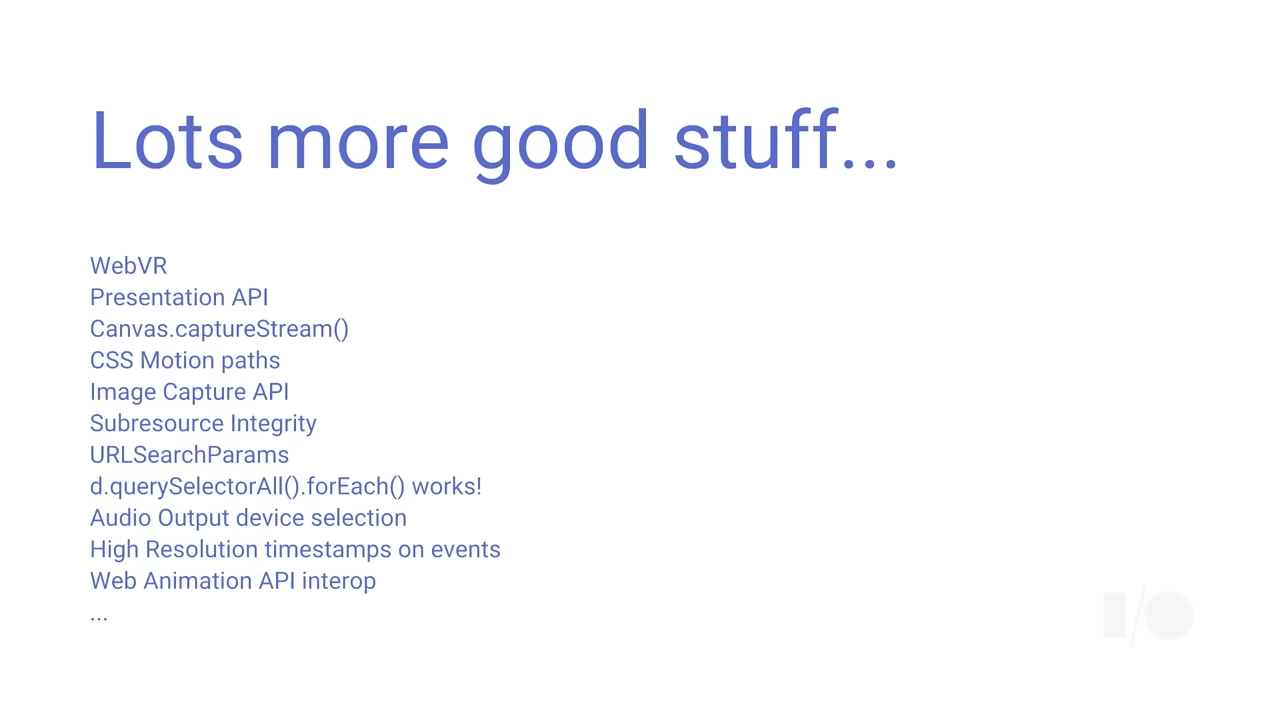 Lots more good stuff...
WebVR
Presentation API
Canvas.captureStream()
CSS Motion paths
Image Capture API
Subresource Integrity
URLSearchParams
d.querySelectorAll().forEach() works!
Audio Output device selection
High Resolution timestamps on events
Web Animation API interop
...
I/O